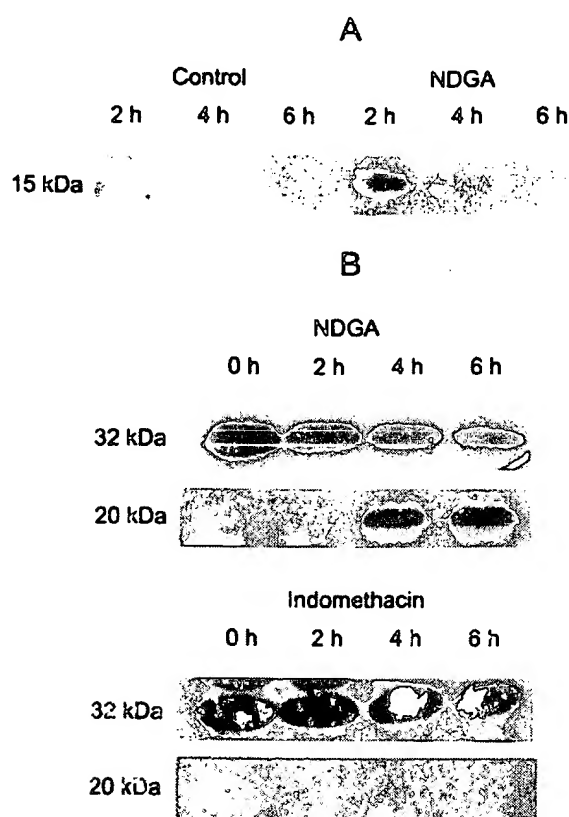 A
Control NDGA
2 h 4 h 6 h 2 h 4 h 6 h
15 kDa
B
NDGA
0 h 2 h 4 h 6 h
32 kDa
20 kDa
Indomethacin
0 h 2 h 4 h 6 h
32 kDa
20 kDa